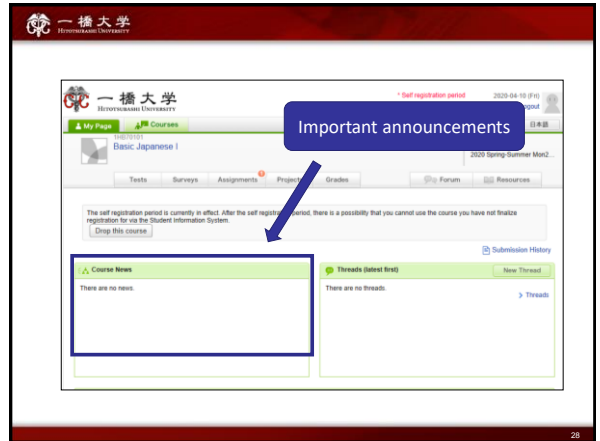 一橋大学
HITOTSUBASHI UNIVERSITY
一橋大学
HITOTSUBASHI UNIVERSITY
* Self registration period
2020-04-10 (Fri)
ogout
My Page
Courses
Important announcements
日本語
1HB70101
Basic Japanese I
2020 Spring-Summer Mon2...
Tests
Surveys
Assignments
Project
Grades
Forum
Resources
The self registration period is currently in effect. After the self registration period, there is a possibility that you cannot use the course you have not finalize
registration for via the Student Information System.
Drop this course
Submission History
Course News
Threads (latest first)
New Thread
There are no news.
There are no threads.
> Threads
28